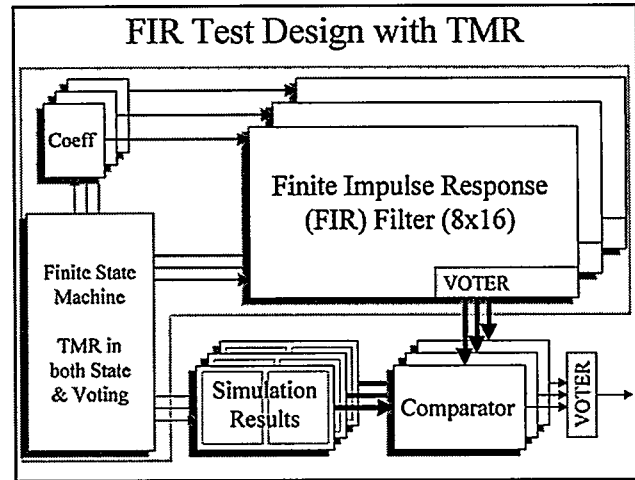 FIR Test Design with TMR
Coeff
Finite Impulse Response
(FIR) Filter (8x16)
VOTER
Finite State
Machine
TMR in
both State
& Voting
Simulation
Results
Comparator
VOTER